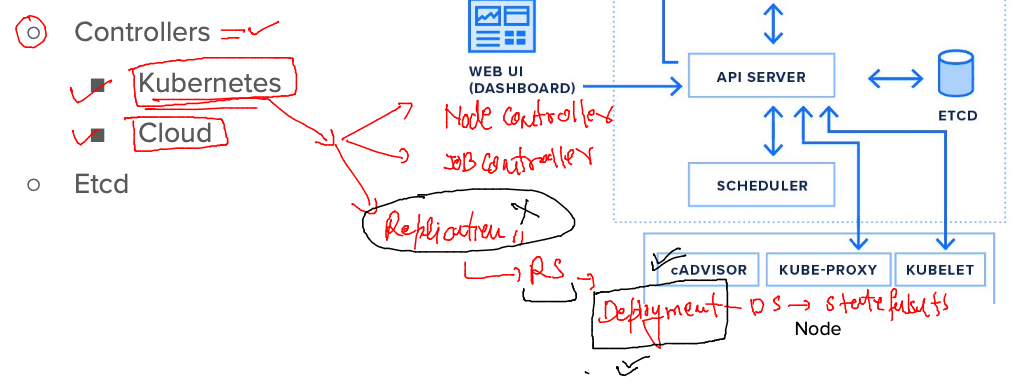 Controllers
Kubernetes
Cloud
Etcd
WEB UI
(DASHBOARD)
API SERVER
ETCD
SCHEDULER
cADVISOR
KUBE-PROXY
KUBELET
Node
Node Controller
JOB Controller
Replication
RS
Deployment - DS → statefulsets